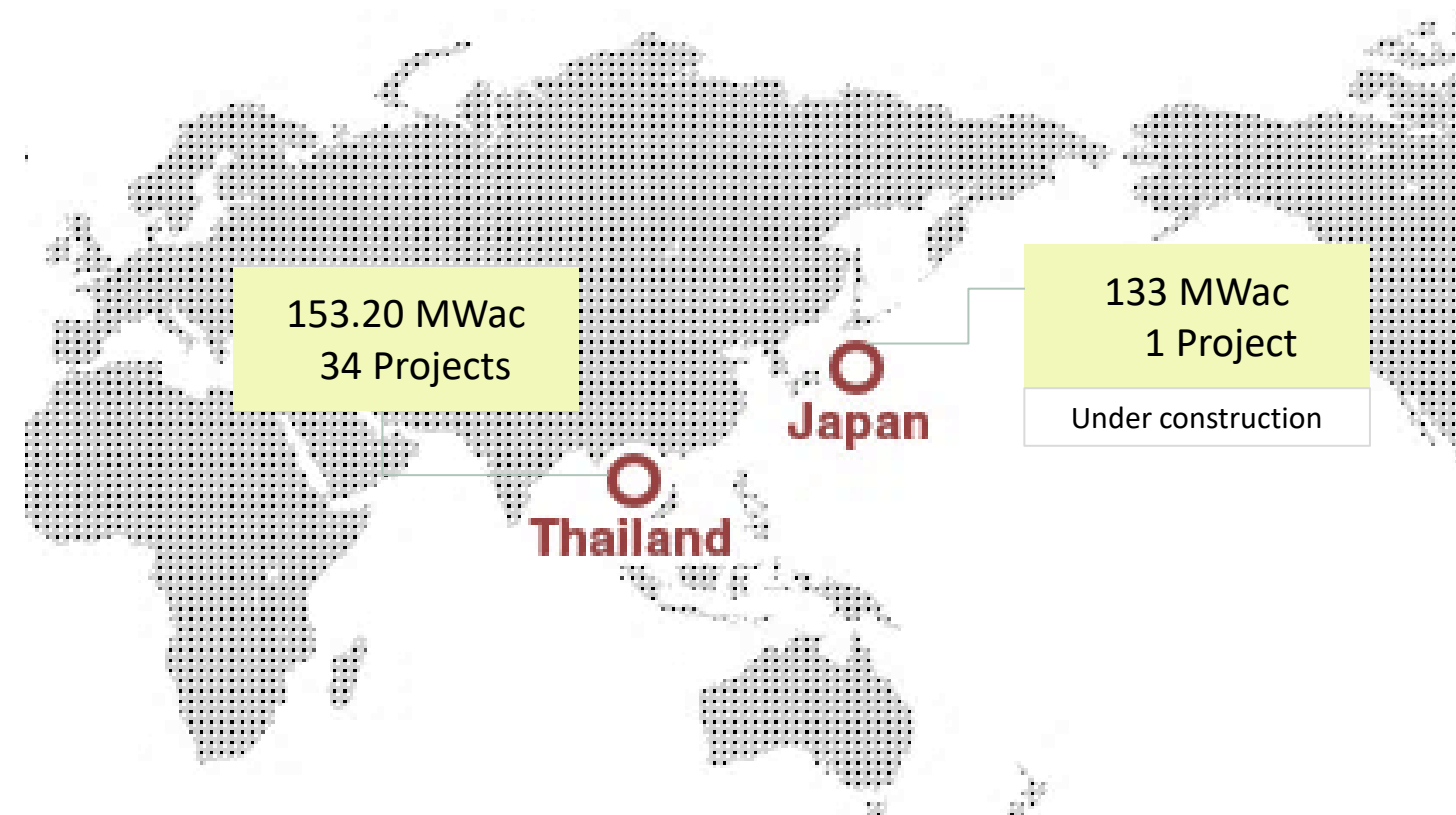 153.20 MWac
34 Projects
133 MWac
1 Project
Under construction
Japan
Thailand